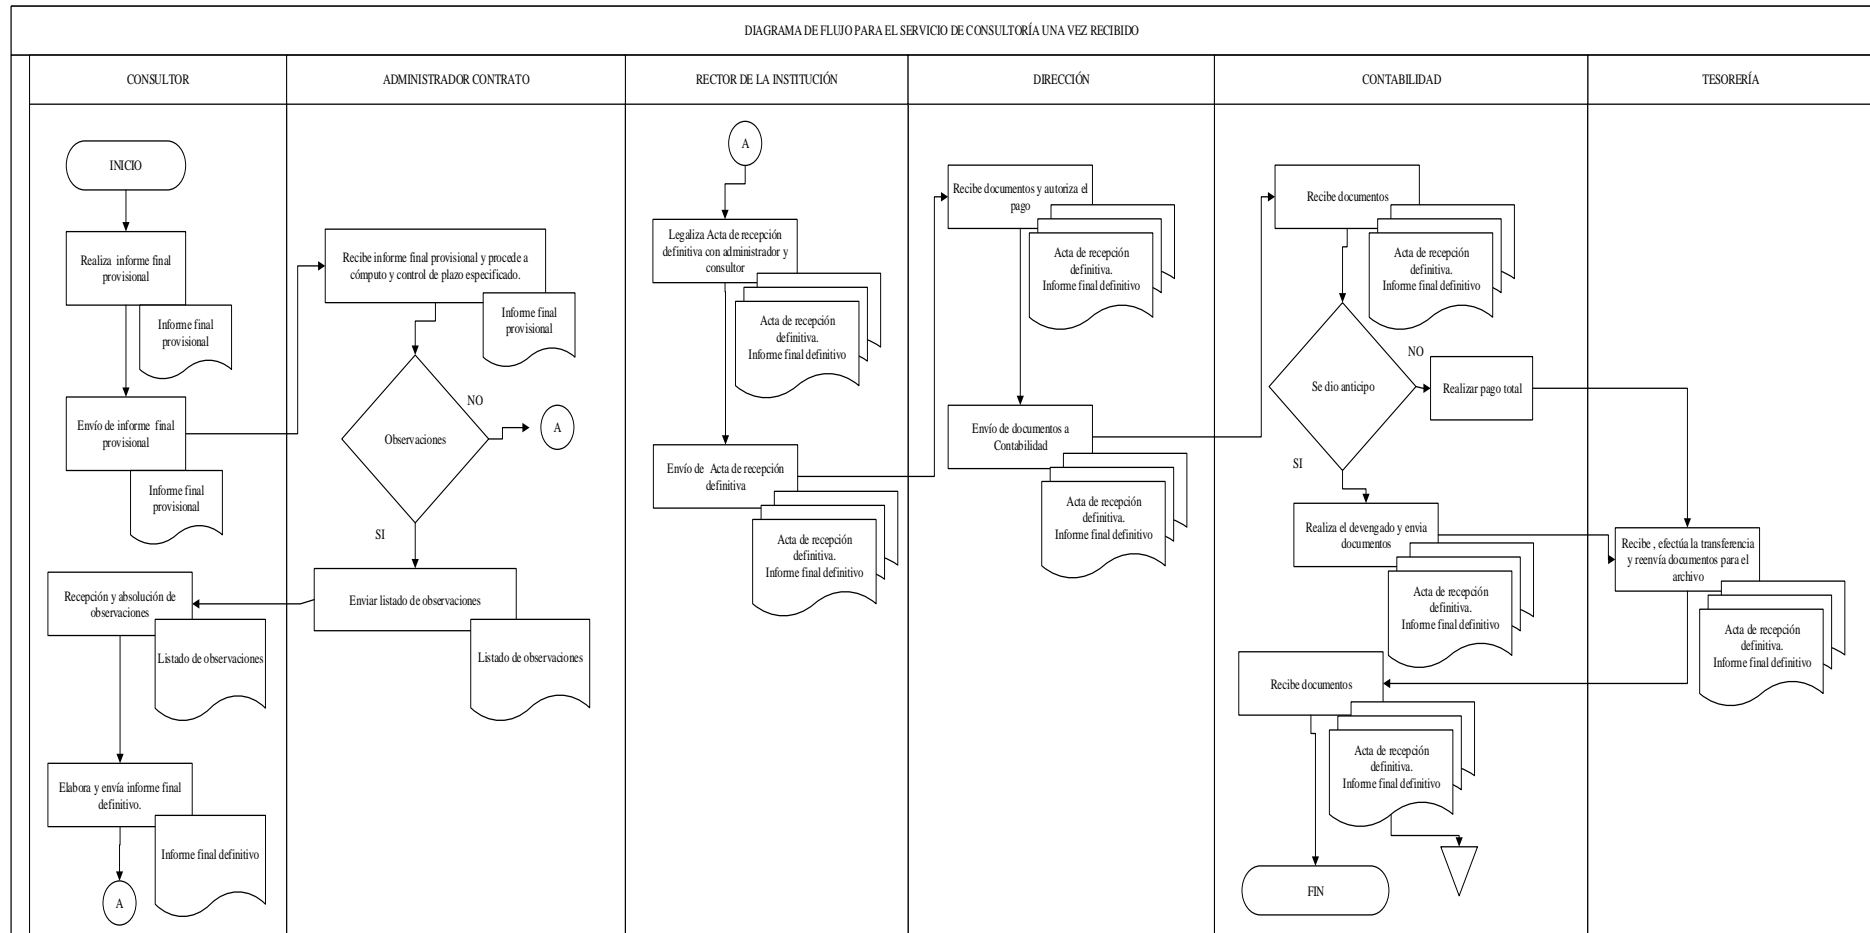 DIAGRAMA DE FLUJO PARA EL SERVICIO DE CONSULTORÍA UNA VEZ RECIBIDO
CONSULTOR
ADMINISTRADOR CONTRATO
RECTOR DE LA INSTITUCIÓN
DIRECCIÓN
CONTABILIDAD
TESORERÍA
INICIO
Realiza informe final
provisional
Informe final
provisional
Envío de informe final
provisional
Informe final
provisional
Recepción y absolución de
observaciones
Listado de observaciones
Elabora y envía informe final
definitivo.
Informe final definitivo
A
Recibe informe final provisional y procede a
cómputo y control de plazo especificado.
Informe final
provisional
Observaciones
NO
A
SI
Enviar listado de observaciones
Listado de observaciones
A
Legaliza Acta de recepción
definitiva con administrador y
consultor
Acta de recepción
definitiva.
Informe final definitivo
Envío de Acta de recepción
definitiva
Acta de recepción
definitiva.
Informe final definitivo
Recibe documentos y autoriza el
pago
Acta de recepción
definitiva.
Informe final definitivo
Envío de documentos a
Contabilidad
Acta de recepción
definitiva.
Informe final definitivo
Recibe documentos
Acta de recepción
definitiva.
Informe final definitivo
Se dio anticipo
NO
Realizar pago total
SI
Realiza el devengado y envia
documentos
Acta de recepción
definitiva.
Informe final definitivo
Recibe documentos
Acta de recepción
definitiva.
Informe final definitivo
FIN
Recibe , efectúa la transferencia
y reenvía documentos para el
archivo
Acta de recepción
definitiva.
Informe final definitivo